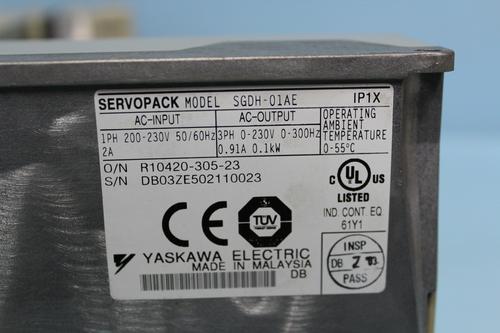 SERVOPACK MODEL SGDH-01AE IP1X
AC-INPUT AC-OUTPUT OPERATING AMBIENT TEMPERATURE 0-55°C
1PH 200-230V 50/60Hz 3PH 0-230V 0-300Hz
2A 0.91A 0.1kW
O/N R10420-305-23
S/N DB03ZE502110023
C UL US
LISTED
IND. CONT. EQ.
61Y1
CE TÜV
YASKAWA ELECTRIC
MADE IN MALAYSIA
DB
INSP
DB Z
PASS